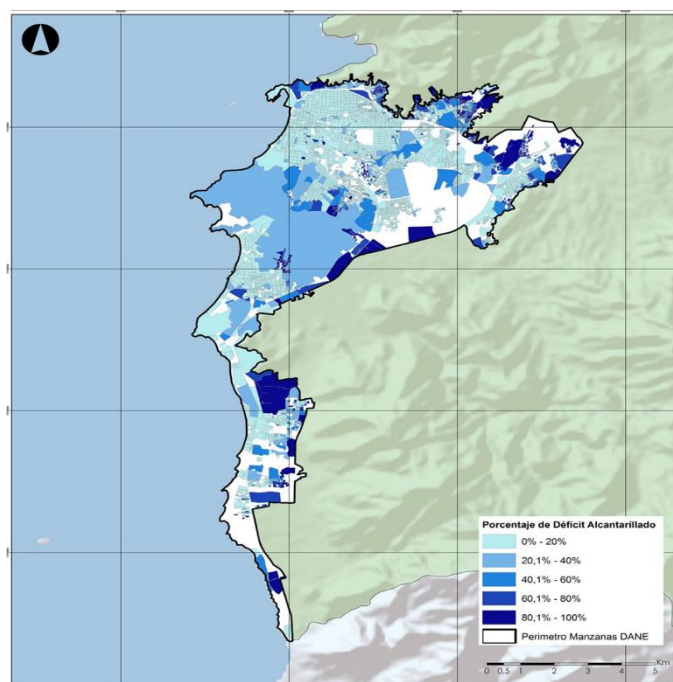 Porcentaje de Déficit Alcantarillado
0% - 20%
20,1% - 40%
40,1% - 60%
60,1% - 80%
80,1% - 100%
Perimetro Manzanas DANE
Km
0 0.5 1 2 3 4 5